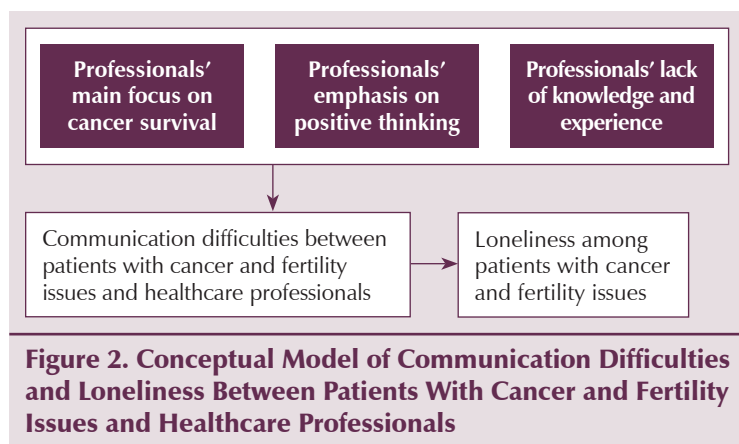 Professionals’
main focus on
cancer survival
Professionals’
emphasis on
positive thinking
Professionals’ lack
of knowledge and
experience
Communication difficulties between
patients with cancer and fertility
issues and healthcare professionals
Loneliness among
patients with cancer
and fertility issues
Figure 2. Conceptual Model of Communication Difficulties
and Loneliness Between Patients With Cancer and Fertility
Issues and Healthcare Professionals